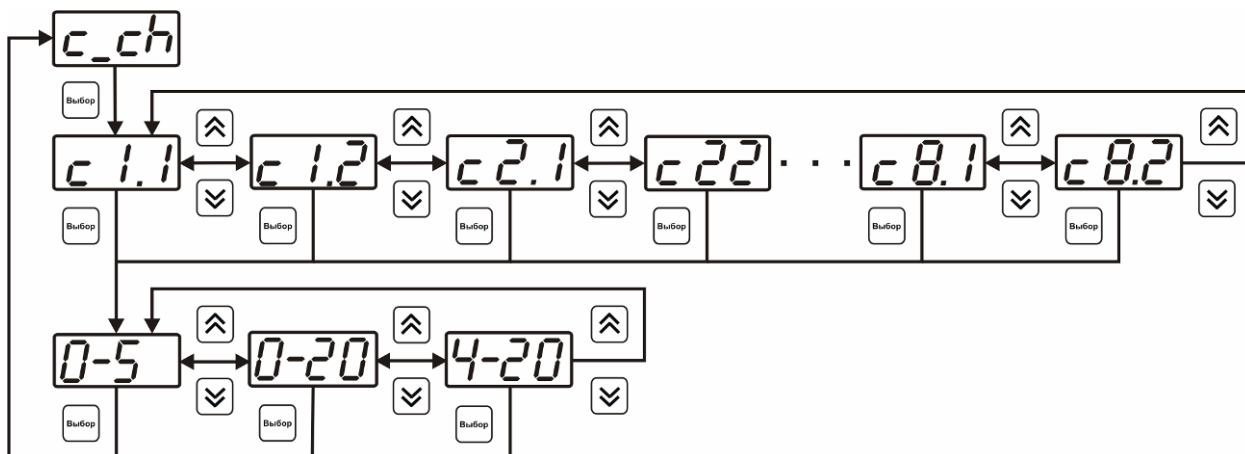 c_ch
Выбор
c 1.1 c 1.2 c 2.1 c 22 . . . c 8.1 c 8.2
Выбор Выбор Выбор Выбор Выбор Выбор
0-5 0-20 4-20
Выбор Выбор Выбор